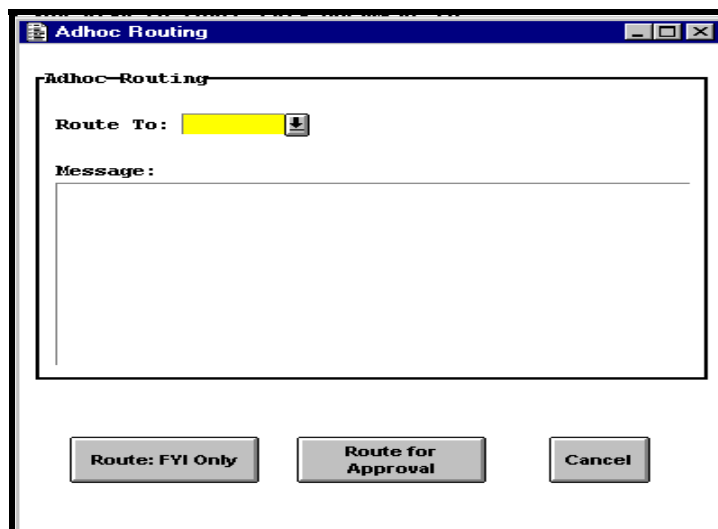 Adhoc Routing
Adhoc Routing
Route To:
Message:
Route: FYI Only
Route for
Approval
Cancel